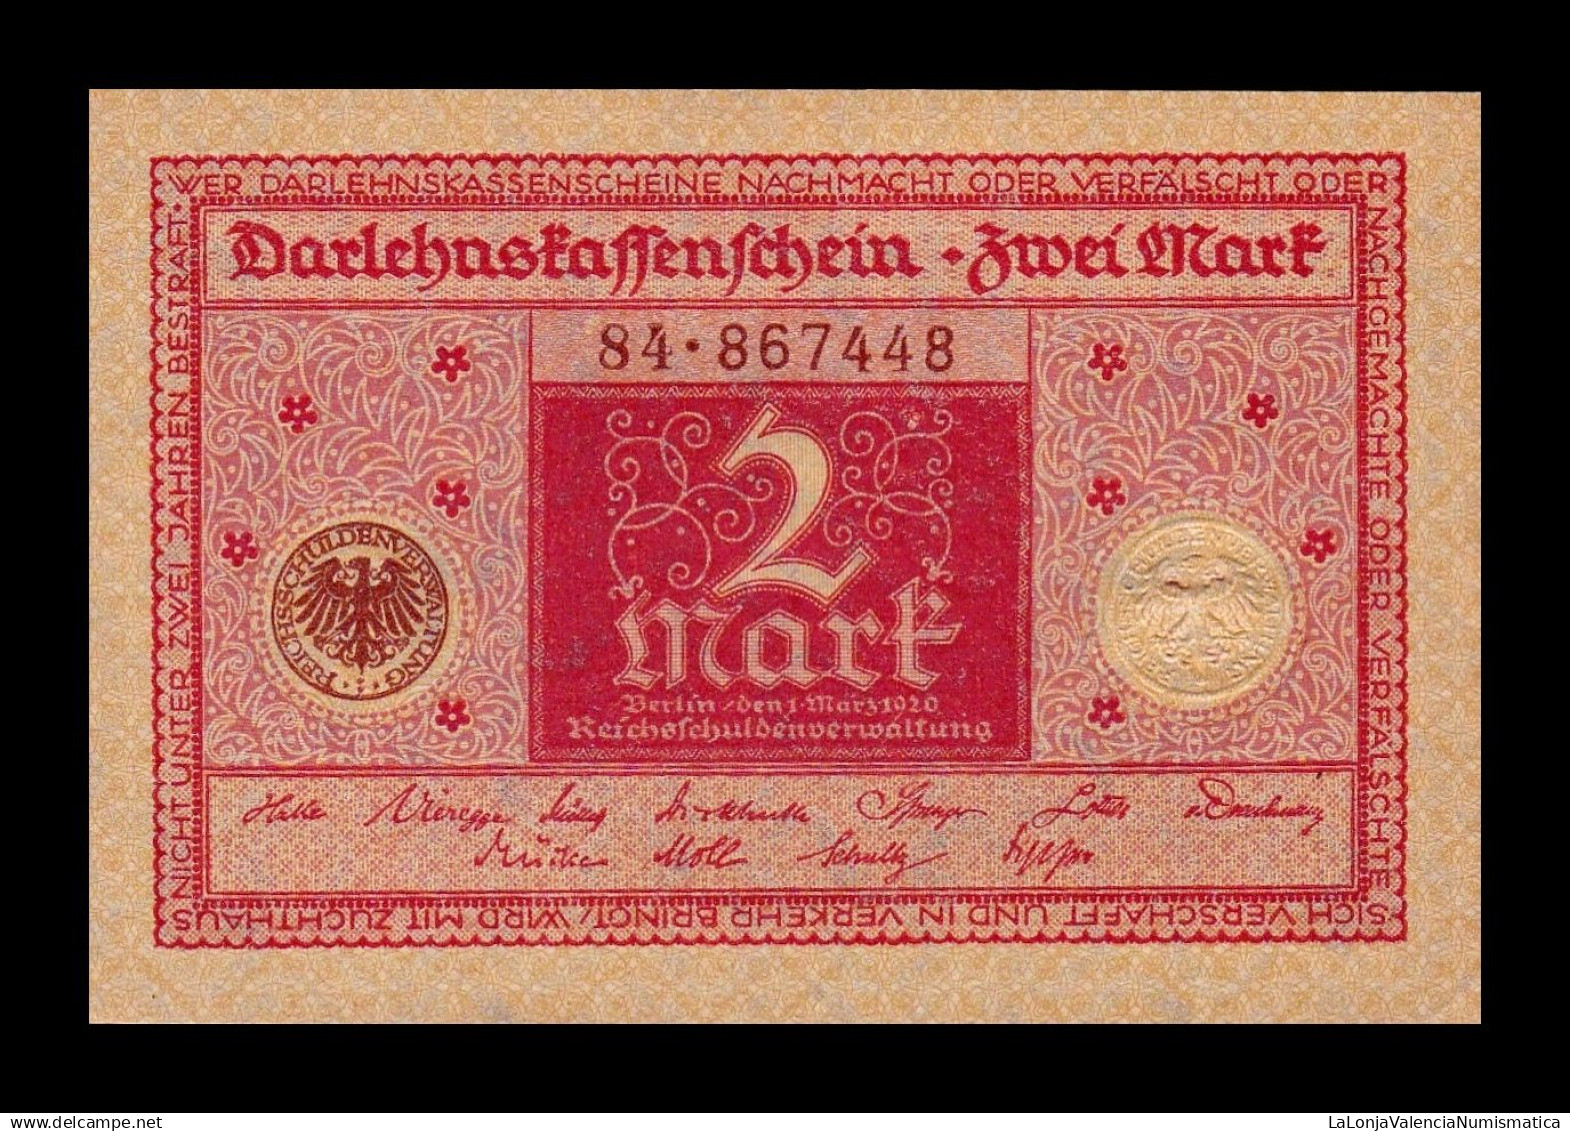 WER DARLEHNSKASSENSCHEINE NACHMACHT ODER VERFÄLSCHT ODER
NACHGEMACHTE ODER VERFÄLSCHTE
SICH VERSCHAFFT UND IN VERKEHR BRINGT, WIRD MIT ZUCHTHAUS
NICHT UNTER ZWEI JAHREN BESTRAFT·
Darlehnskassenschein · Zwei Mark
84·867448
2
Mark
Berlin, den 1. März 1920
Reichsschuldenverwaltung
REICHSSCHULDENVERWALTUNG
Vieregge
Mücke Moll Schultz
delcampe.net
LaLonjaValenciaNumismatica